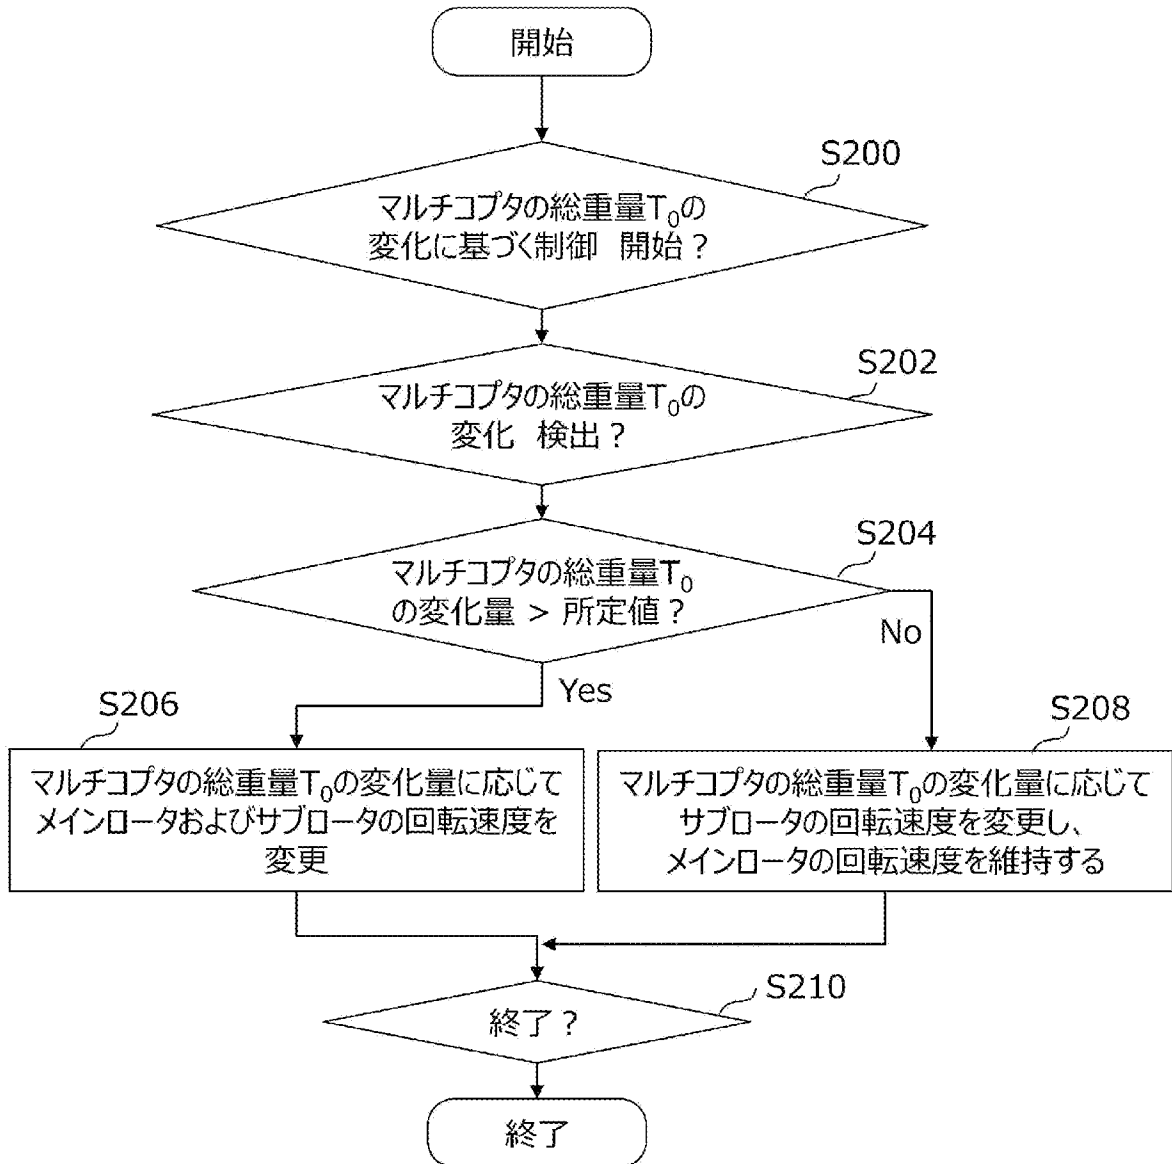 開始
S200
マルチコプタの総重量T₀の
変化に基づく制御 開始？
S202
マルチコプタの総重量T₀の
変化 検出？
S204
マルチコプタの総重量T₀
の変化量 > 所定値？
No
Yes
S206
マルチコプタの総重量T₀の変化量に応じて
メインロータおよびサブロータの回転速度を
変更
S208
マルチコプタの総重量T₀の変化量に応じて
サブロータの回転速度を変更し、
メインロータの回転速度を維持する
S210
終了？
終了